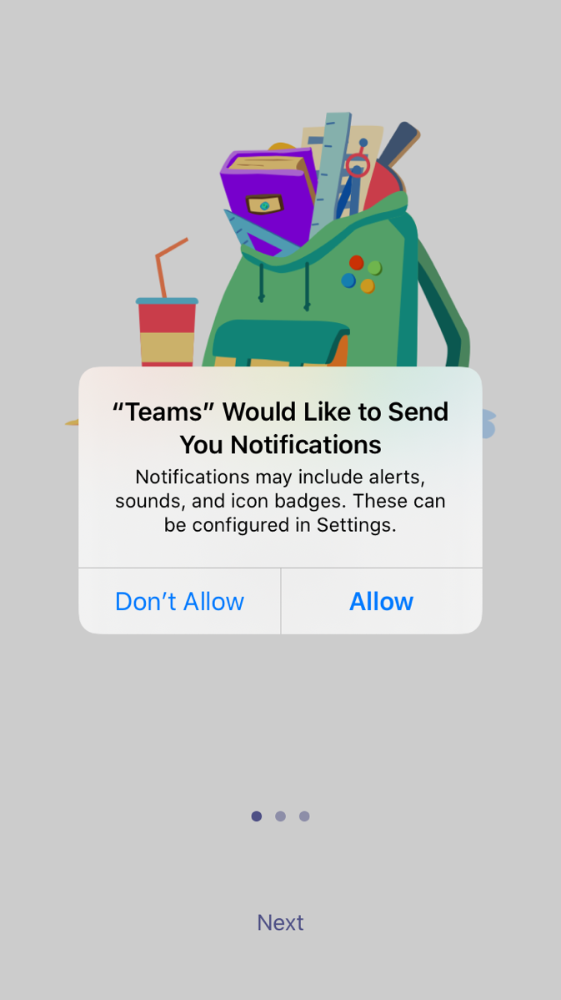 “Teams” Would Like to Send
You Notifications
Notifications may include alerts,
sounds, and icon badges. These can
be configured in Settings.
Don’t Allow
Allow
Next